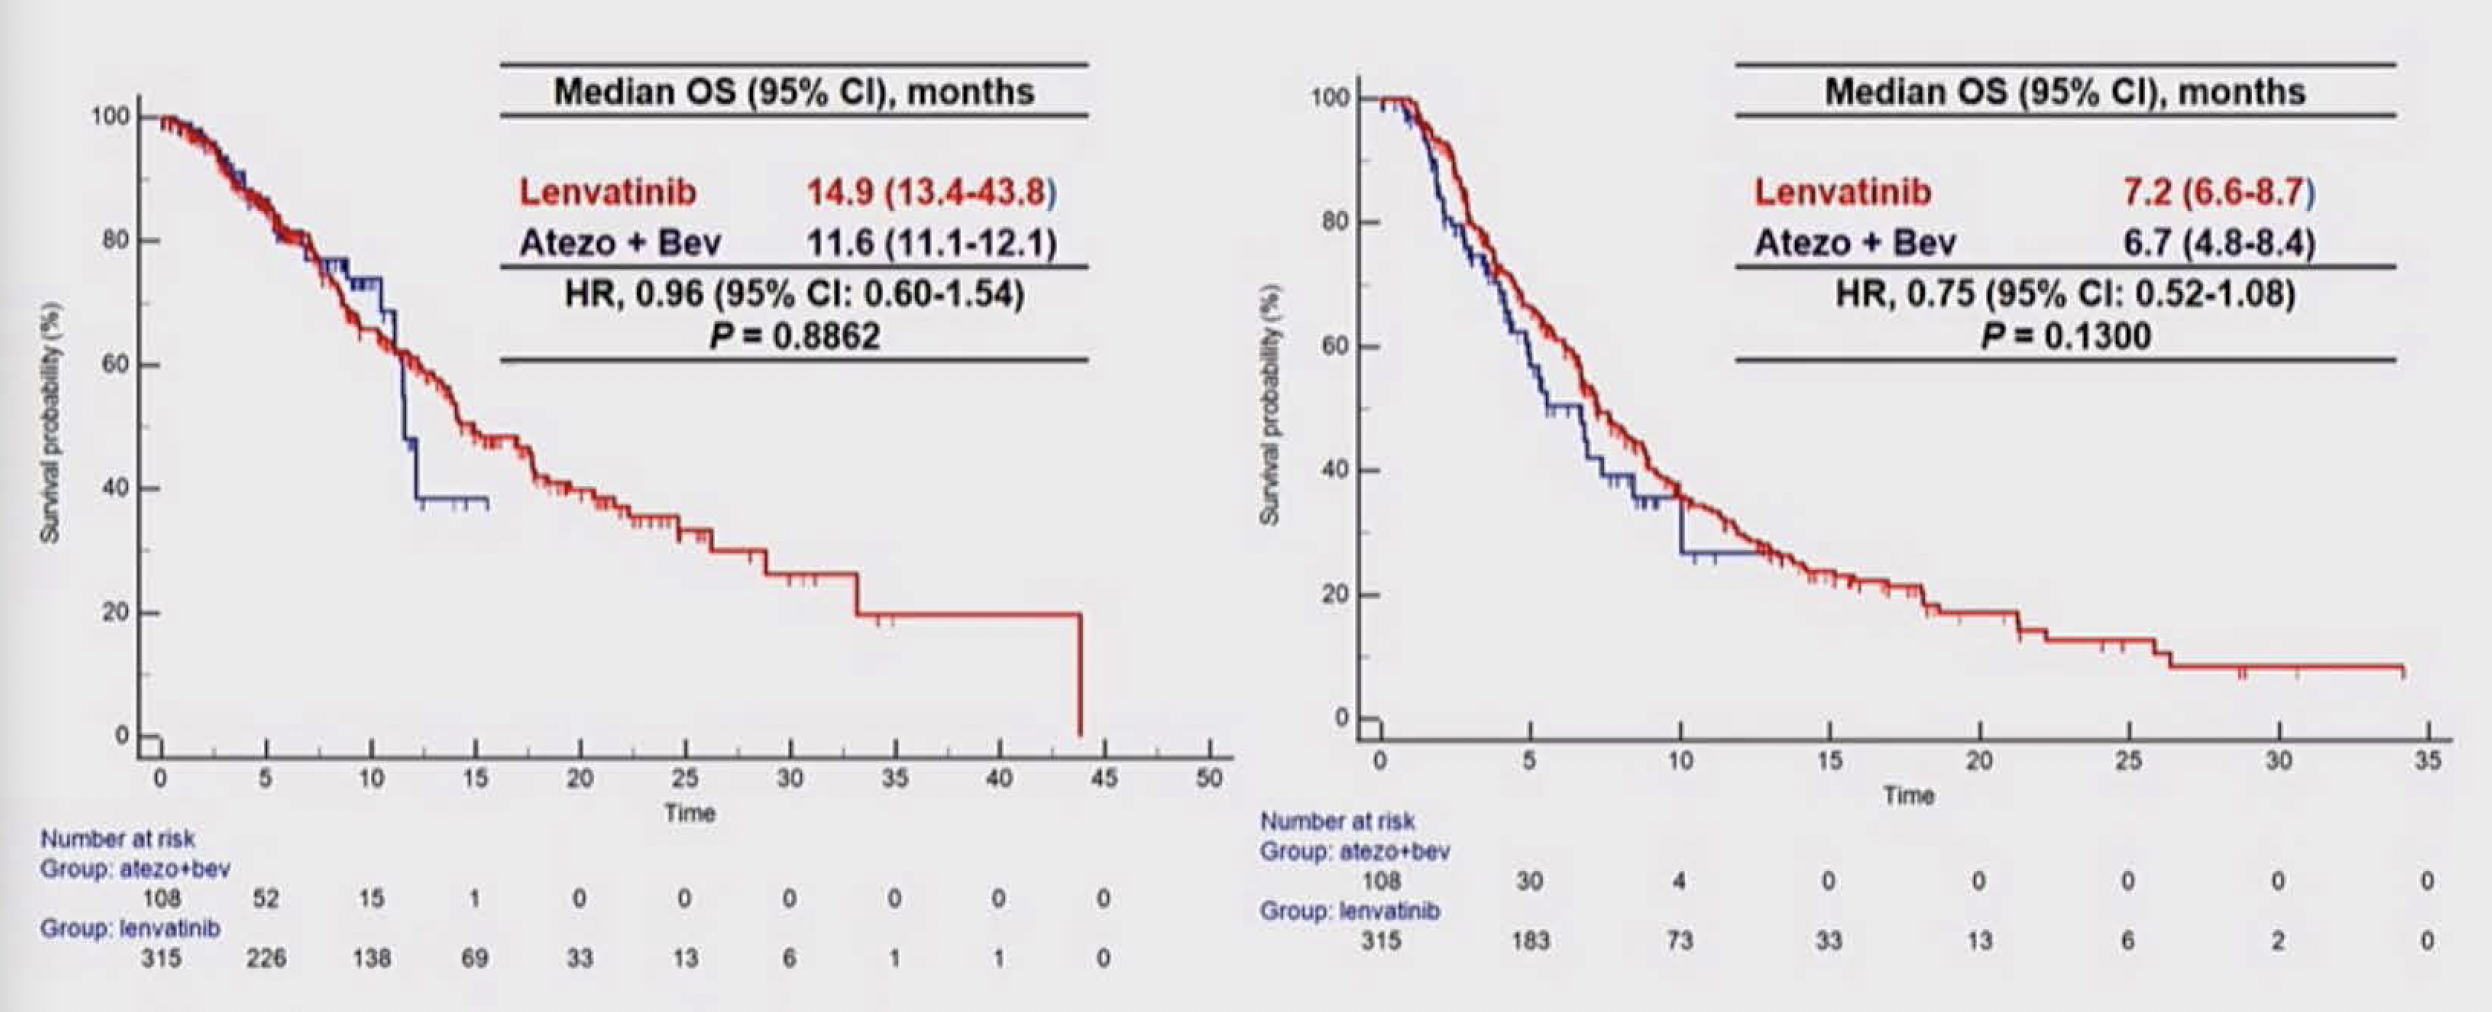 Median OS (95% CI), months
Lenvatinib 14.9 (13.4-43.8)
Atezo + Bev 11.6 (11.1-12.1)
HR, 0.96 (95% CI: 0.60-1.54)
P = 0.8862
Survival probability (%)
100
80
60
40
20
0
0 5 10 15 20 25 30 35 40 45 50
Time
Number at risk
Group: atezo+bev
108 52 15 1 0 0 0 0 0 0
Group: lenvatinib
315 226 138 69 33 13 6 1 1 0
Median OS (95% CI), months
Lenvatinib 7.2 (6.6-8.7)
Atezo + Bev 6.7 (4.8-8.4)
HR, 0.75 (95% CI: 0.52-1.08)
P = 0.1300
Survival probability (%)
100
80
60
40
20
0
0 5 10 15 20 25 30 35
Time
Number at risk
Group: atezo+bev
108 30 4 0 0 0 0 0
Group: lenvatinib
315 183 73 33 13 6 2 0